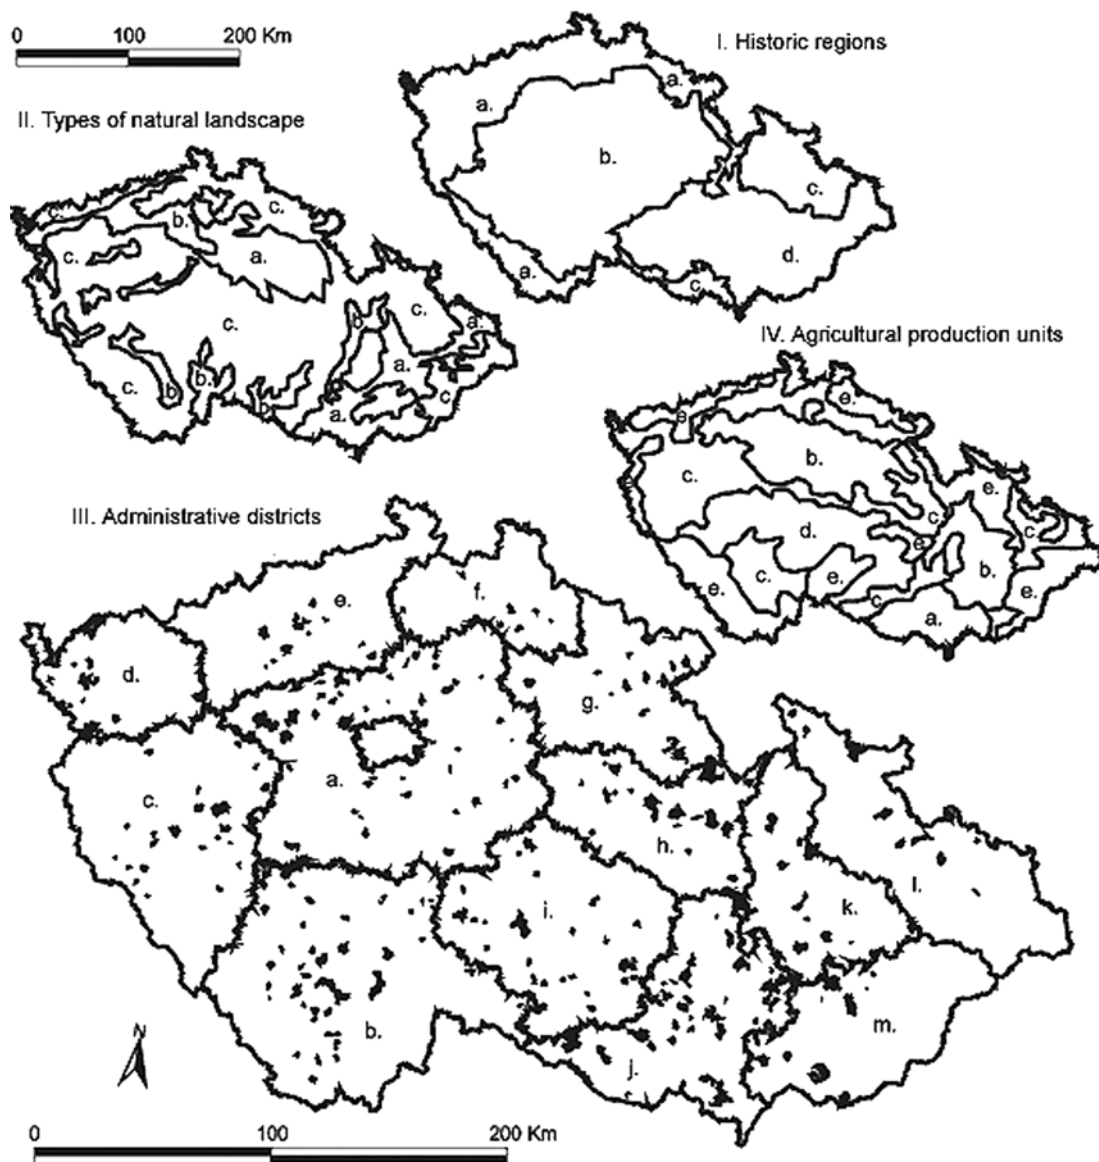 0 100 200 Km
I. Historic regions
a.
a.
b.
c.
d.
a.
c.
II. Types of natural landscape
c.
b.
c.
c.
a.
c.
b.
c.
a.
a.
c.
b.
b.
b.
a.
c.
IV. Agricultural production units
e.
e.
b.
c.
e.
e.
c.
c.
d.
e.
b.
e.
c.
e.
e.
c.
a.
III. Administrative districts
e.
f.
d.
g.
a.
c.
h.
i.
k.
l.
b.
j.
m.
N
0 100 200 Km